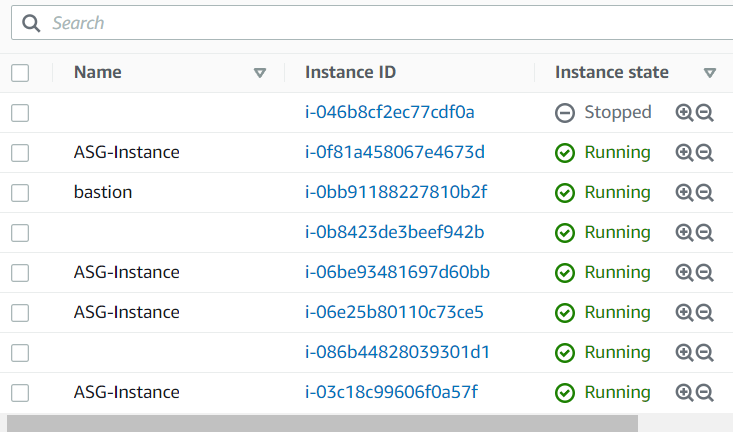 Search
Name Instance ID Instance state
i-046b8cf2ec77cdf0a Stopped
ASG-Instance i-0f81a458067e4673d Running
bastion i-0bb91188227810b2f Running
i-0b8423de3beef942b Running
ASG-Instance i-06be93481697d60bb Running
ASG-Instance i-06e25b80110c73ce5 Running
i-086b44828039301d1 Running
ASG-Instance i-03c18c99606f0a57f Running